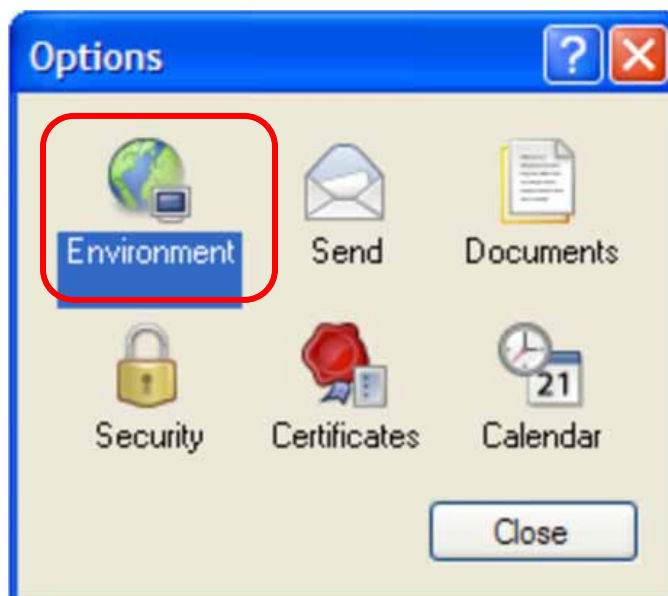 Options
?
Environment
Send
Documents
21
Security
Certificates
Calendar
Close